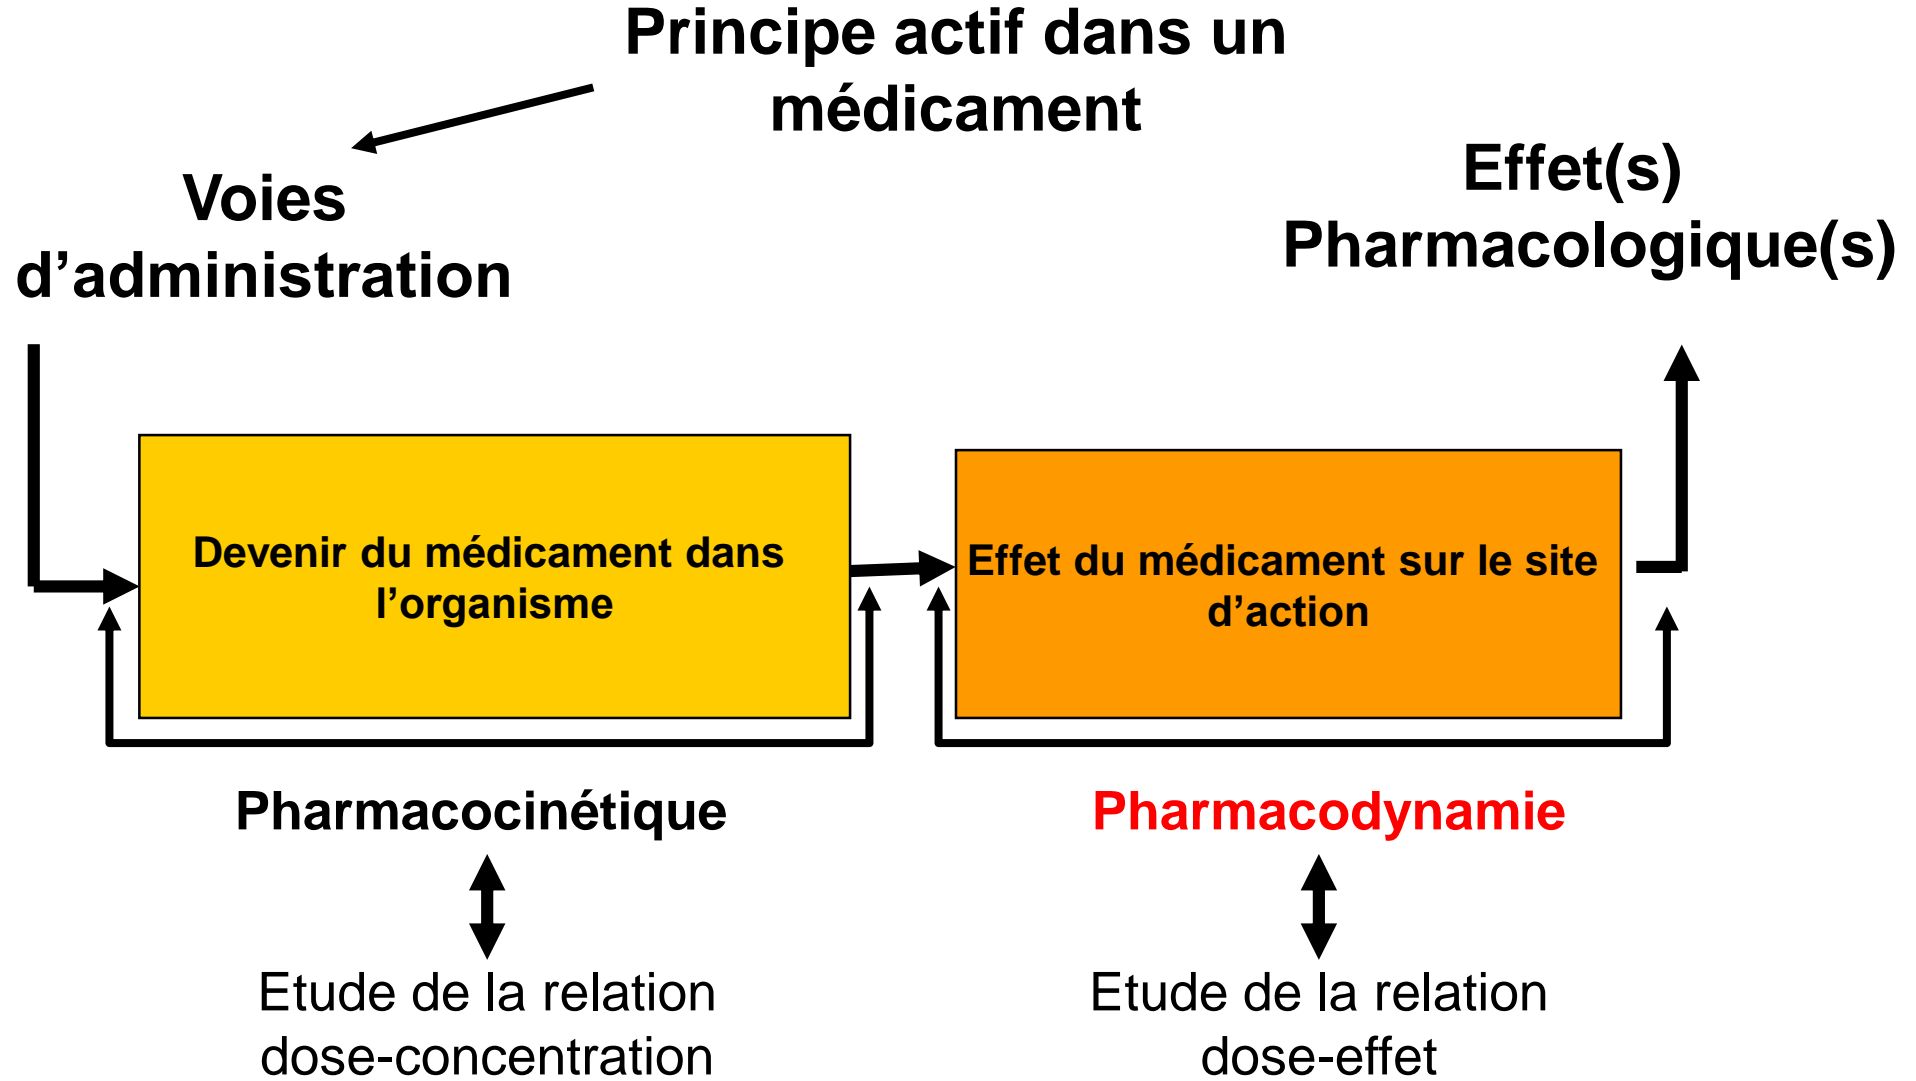 Principe actif dans un
médicament
Voies
d’administration
Effet(s)
Pharmacologique(s)
Devenir du médicament dans
l’organisme
Effet du médicament sur le site
d’action
Pharmacocinétique
Pharmacodynamie
Etude de la relation
dose-concentration
Etude de la relation
dose-effet